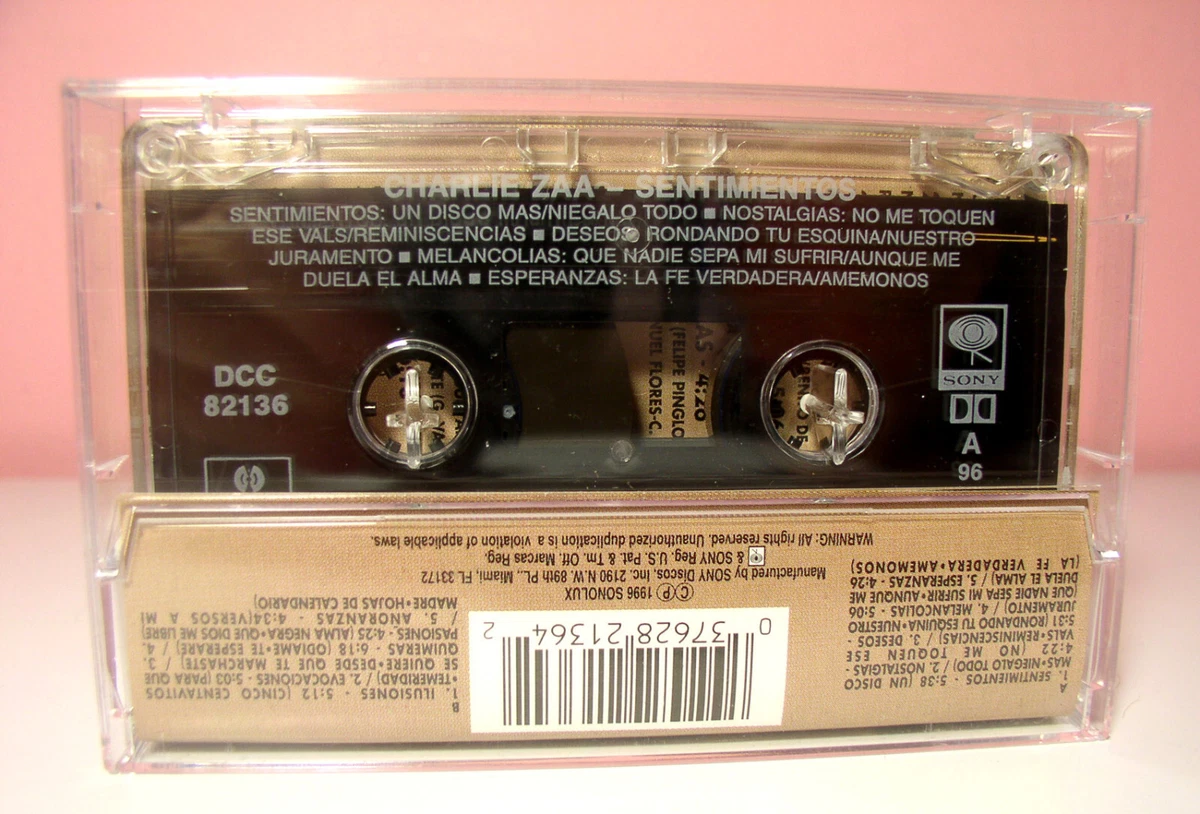 CHARLIE ZAA – SENTIMIENTOS
SENTIMIENTOS: UN DISCO MAS/NIEGALO TODO ■ NOSTALGIAS: NO ME TOQUEN
ESE VALS/REMINISCENCIAS ■ DESEOS: RONDANDO TU ESQUINA/NUESTRO
JURAMENTO ■ MELANCOLIAS: QUE NADIE SEPA MI SUFRIR/AUNQUE ME
DUELA EL ALMA ■ ESPERANZAS: LA FE VERDADERA/AMEMONOS
DCC
82136
SONY
A
96
AS - 4:20
(FELIPE PINGLO
NUEL FLORES-C.
A
1. SENTIMIENTOS - 5:38 (UN DISCO
MAS•NIEGALO TODO) / 2. NOSTALGIAS -
4:22 (NO ME TOQUEN ESE
VALS•REMINISCENCIAS) / 3. DESEOS -
5:31 (RONDANDO TU ESQUINA•NUESTRO
JURAMENTO) / 4. MELANCOLIAS - 5:06
(QUE NADIE SEPA MI SUFRIR•AUNQUE ME
DUELA EL ALMA) / 5. ESPERANZAS - 4:26
(LA FE VERDADERA•AMEMONOS)
0 37628 21364 2
℗© 1996 SONOLUX
Manufactured by SONY Discos, Inc. 2190 N.W. 89th PL., Miami, FL 33172
& SONY Reg. U.S. Pat. & Tm. Off. Marcas Reg.
WARNING: All rights reserved. Unauthorized duplication is a violation of applicable laws.
B
1. ILUSIONES - 5:12 (CINCO CENTAVITOS
•TEMERIDAD) / 2. EVOCACIONES - 5:03 (PARA QUE
SE QUIERE•DESDE QUE TE MARCHASTE) / 3.
QUIMERAS - 6:18 (ODIAME•TE ESPERARE) / 4.
PASIONES - 4:25 (ALMA NEGRA•QUE DIOS ME LIBRE)
/ 5. AÑORANZAS - 4:34(VERSOS A MI
MADRE•HOJAS DE CALENDARIO)